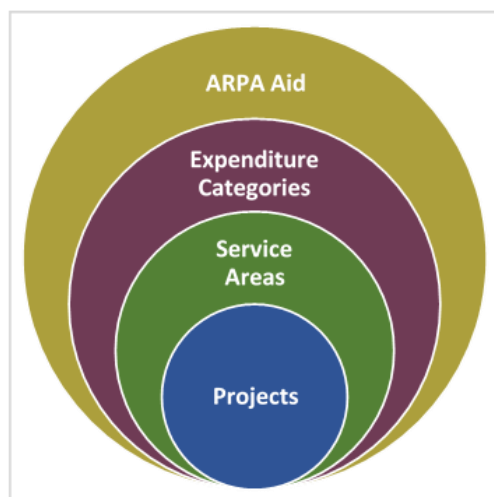 ARPA Aid
Expenditure
Categories
Service
Areas
Projects